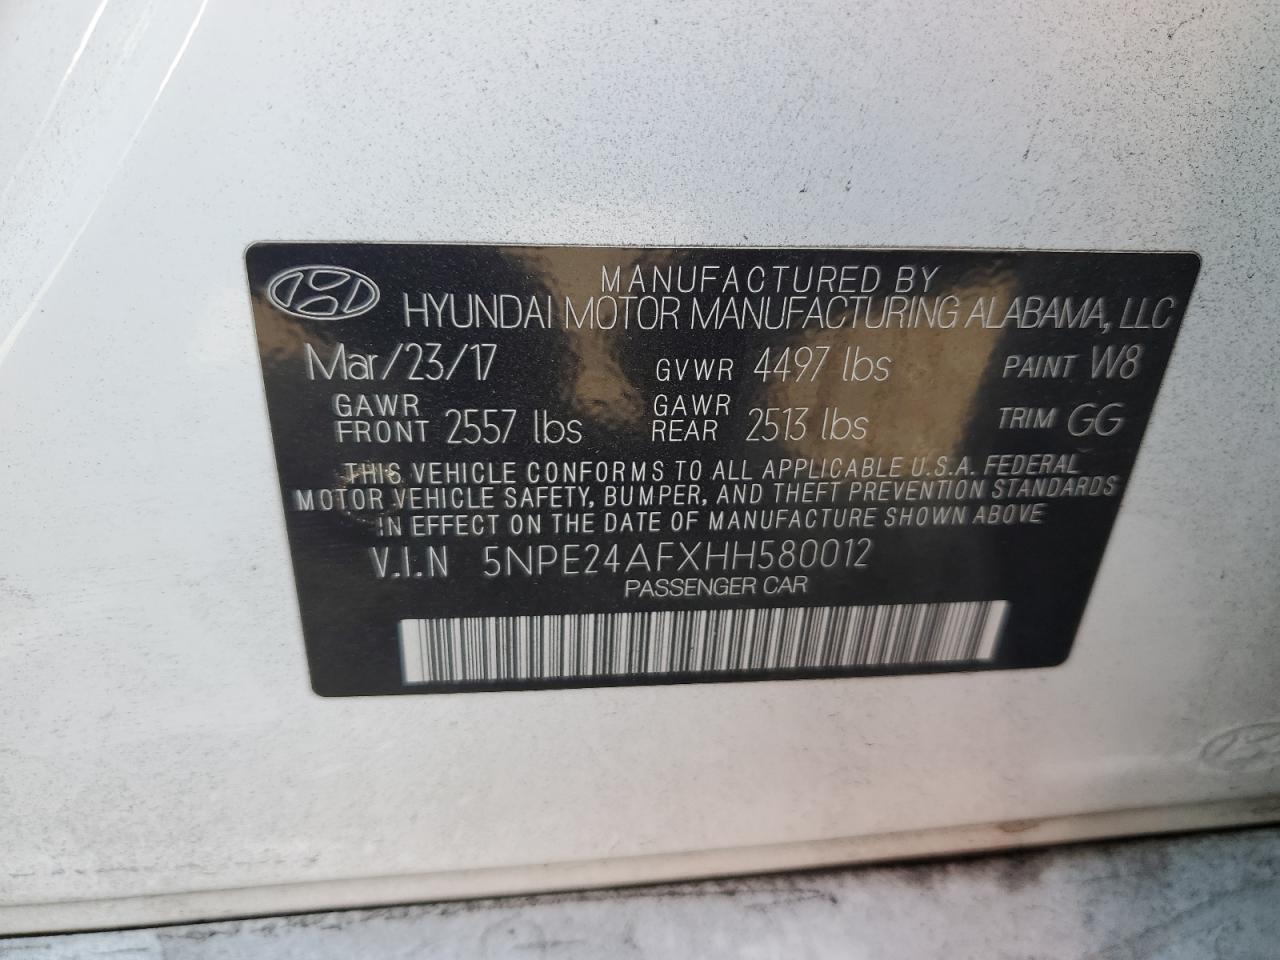 MANUFACTURED BY
HYUNDAI MOTOR MANUFACTURING ALABAMA, LLC
Mar/23/17 GVWR 4497 lbs PAINT W8
GAWR FRONT 2557 lbs GAWR REAR 2513 lbs TRIM GG
THIS VEHICLE CONFORMS TO ALL APPLICABLE U.S.A. FEDERAL
MOTOR VEHICLE SAFETY, BUMPER, AND THEFT PREVENTION STANDARDS
IN EFFECT ON THE DATE OF MANUFACTURE SHOWN ABOVE
V.I.N 5NPE24AFXHH580012
PASSENGER CAR